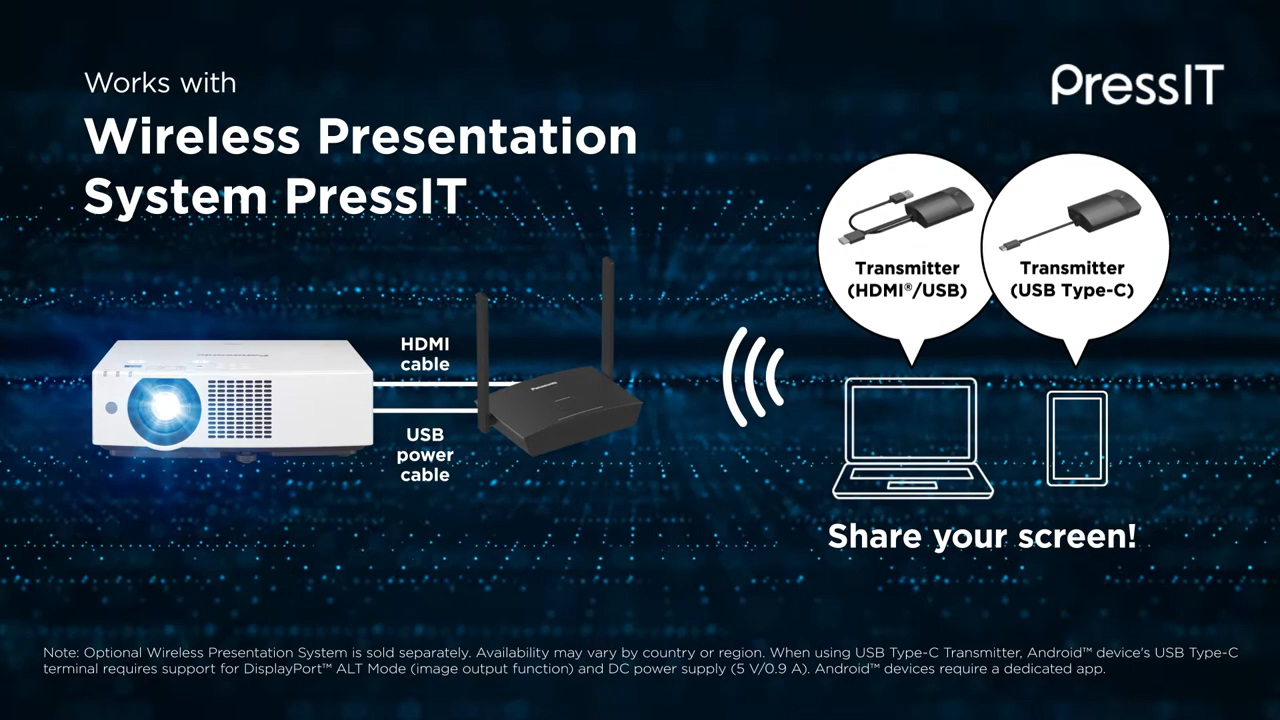 Works with
Wireless Presentation
System PressIT
PressIT
Transmitter
(HDMI®/USB)
Transmitter
(USB Type-C)
HDMI
cable
Panasonic
USB
power
cable
Share your screen!
Note: Optional Wireless Presentation System is sold separately. Availability may vary by country or region. When using USB Type-C Transmitter, Android™ device's USB Type-C
terminal requires support for DisplayPort™ ALT Mode (image output function) and DC power supply (5 V/0.9 A). Android™ devices require a dedicated app.